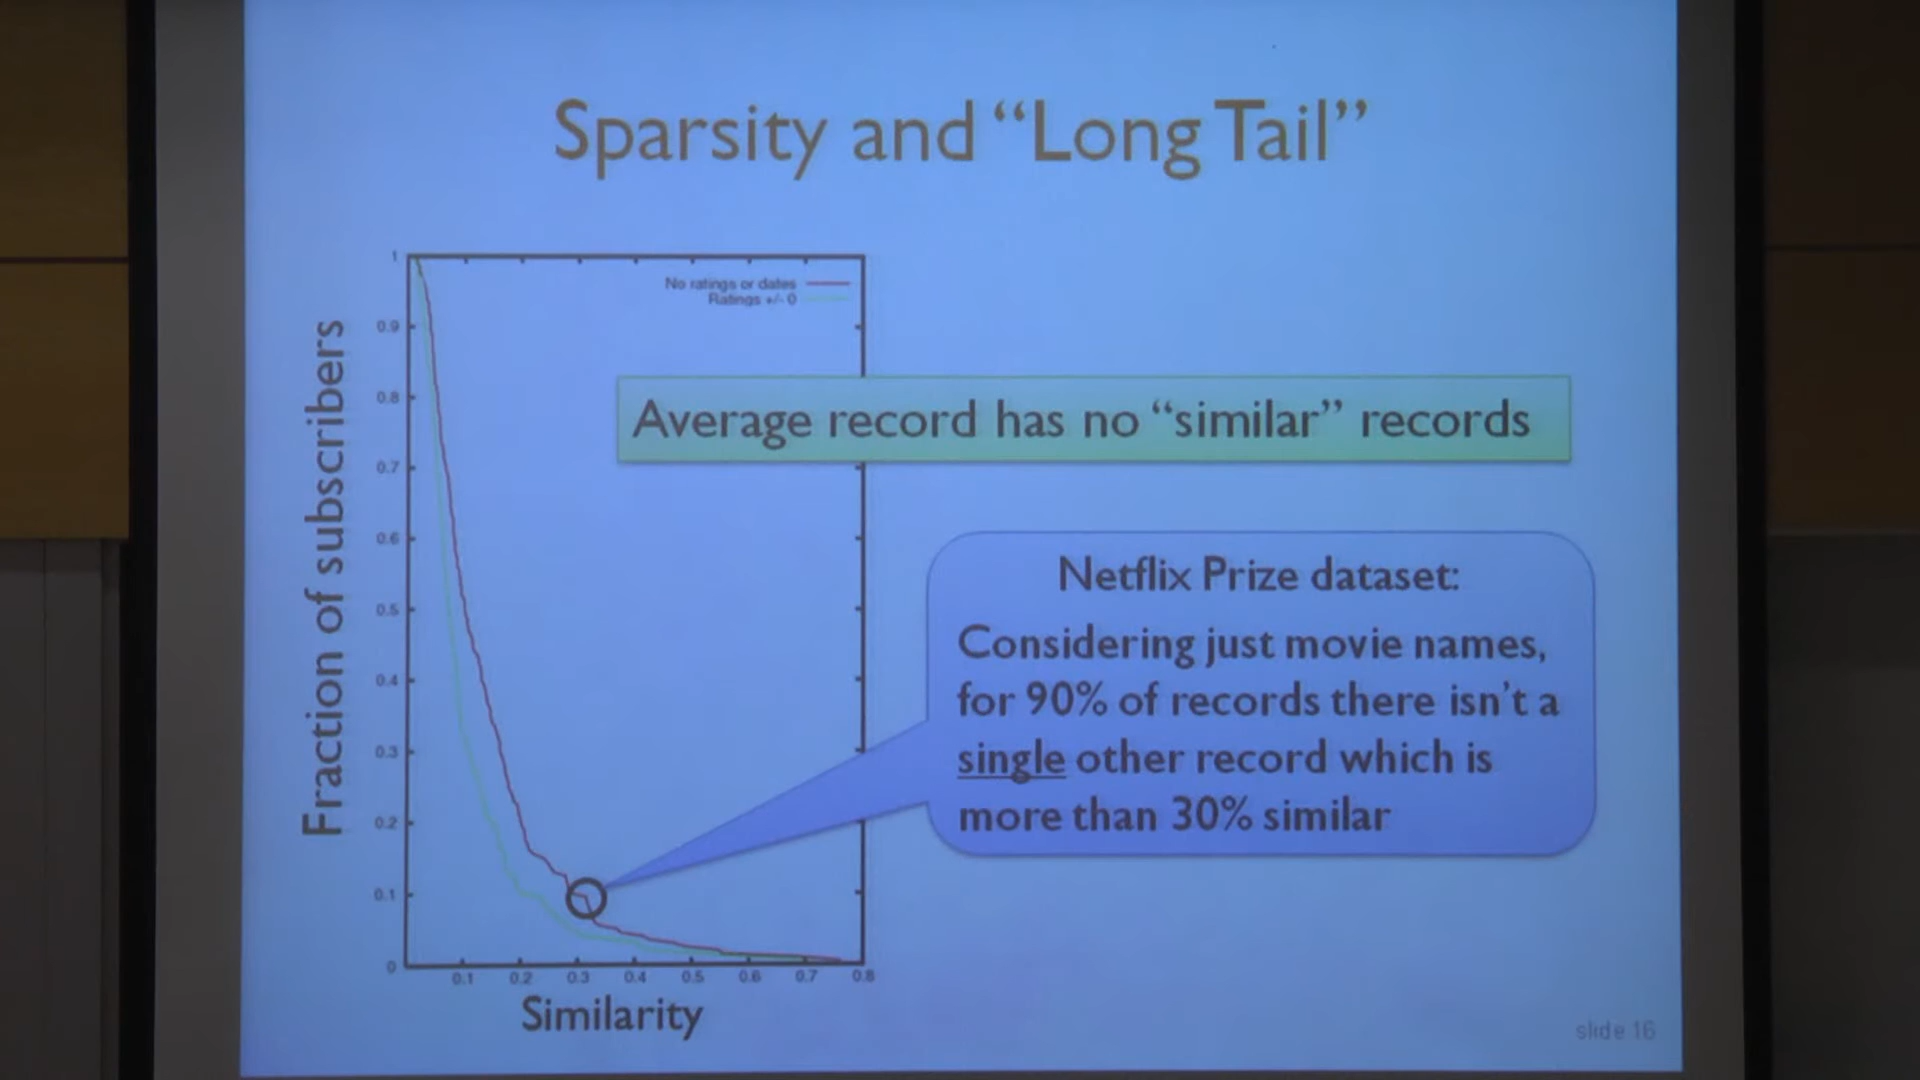 Sparsity and “Long Tail”
No ratings or dates
Ratings +/- 0
Average record has no “similar” records
Netflix Prize dataset:
Considering just movie names,
for 90% of records there isn’t a
single other record which is
more than 30% similar
Fraction of subscribers
1
0.9
0.8
0.7
0.6
0.5
0.4
0.3
0.2
0.1
0
0.1 0.2 0.3 0.4 0.5 0.6 0.7 0.8
Similarity
slide 16